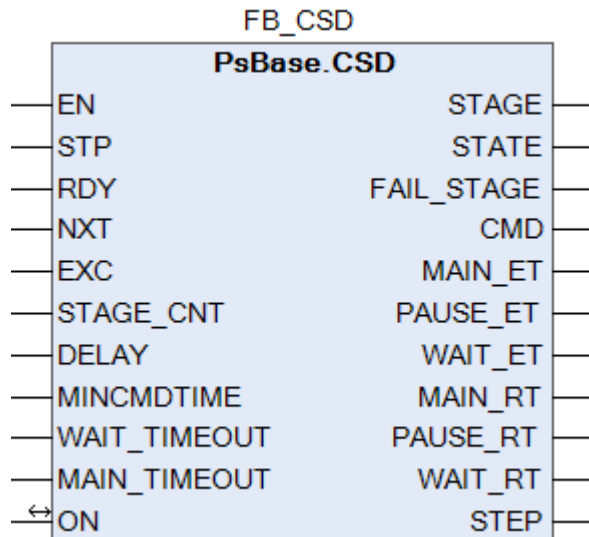 FB_CSD
PsBase.CSD
EN STAGE
STP STATE
RDY FAIL_STAGE
NXT CMD
EXC MAIN_ET
STAGE_CNT PAUSE_ET
DELAY WAIT_ET
MINCMDTIME MAIN_RT
WAIT_TIMEOUT PAUSE_RT
MAIN_TIMEOUT WAIT_RT
ON STEP